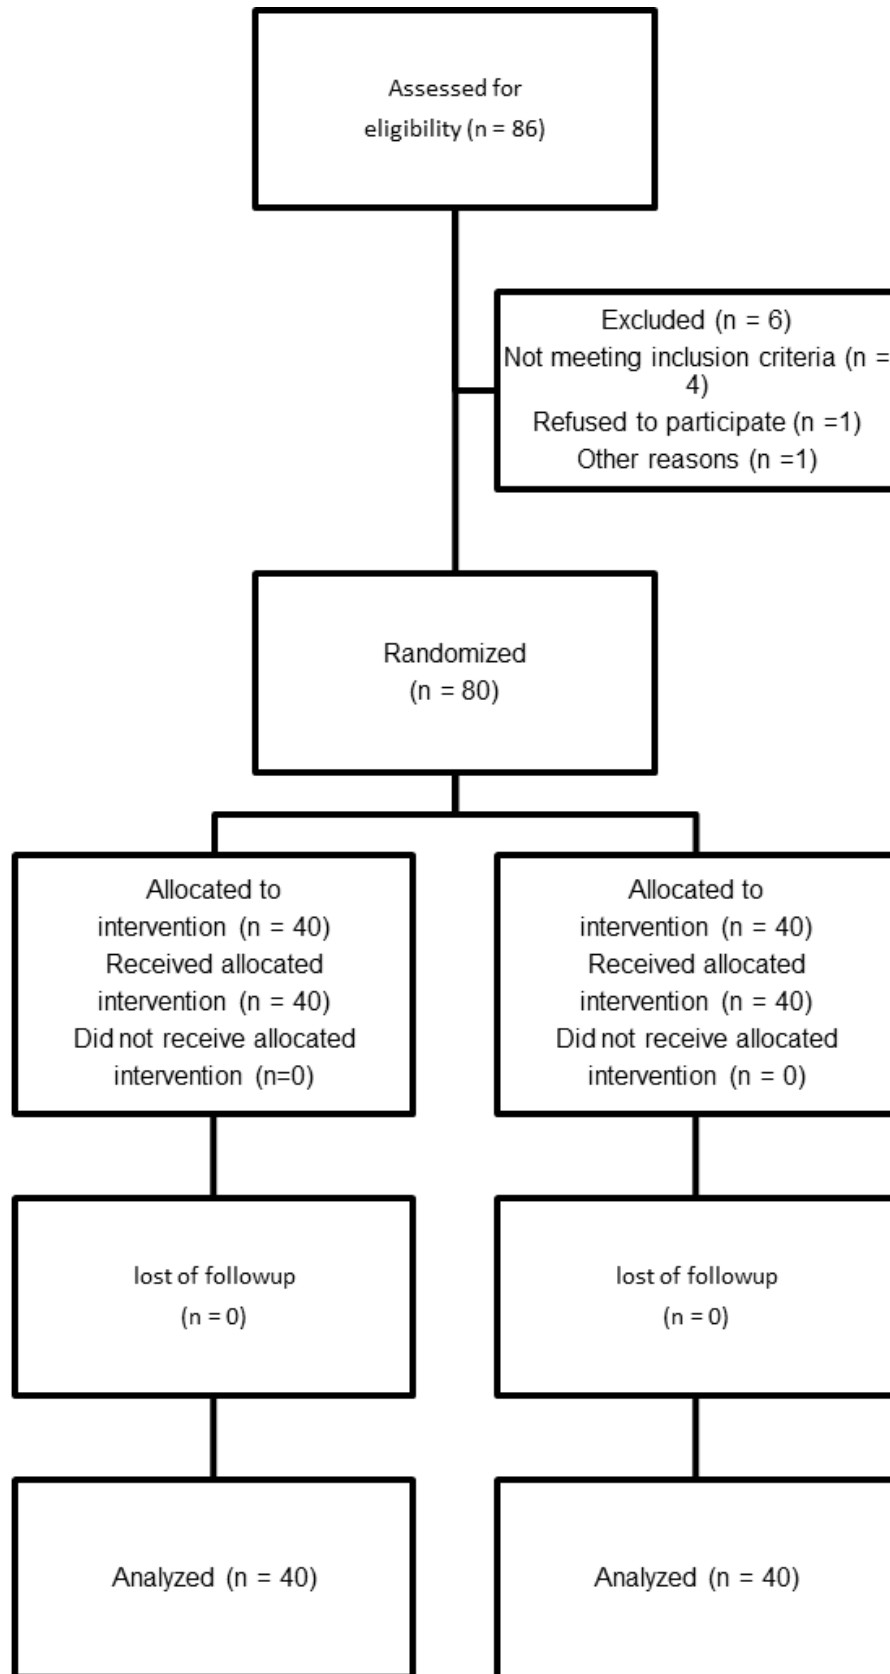 Assessed for
eligibility (n = 86)
Excluded (n = 6)
Not meeting inclusion criteria (n =
4)
Refused to participate (n =1)
Other reasons (n =1)
Randomized
(n = 80)
Allocated to
intervention (n = 40)
Received allocated
intervention (n = 40)
Did not receive allocated
intervention (n=0)
Allocated to
intervention (n = 40)
Received allocated
intervention (n = 40)
Did not receive allocated
intervention (n = 0)
lost of followup
(n = 0)
lost of followup
(n = 0)
Analyzed (n = 40)
Analyzed (n = 40)